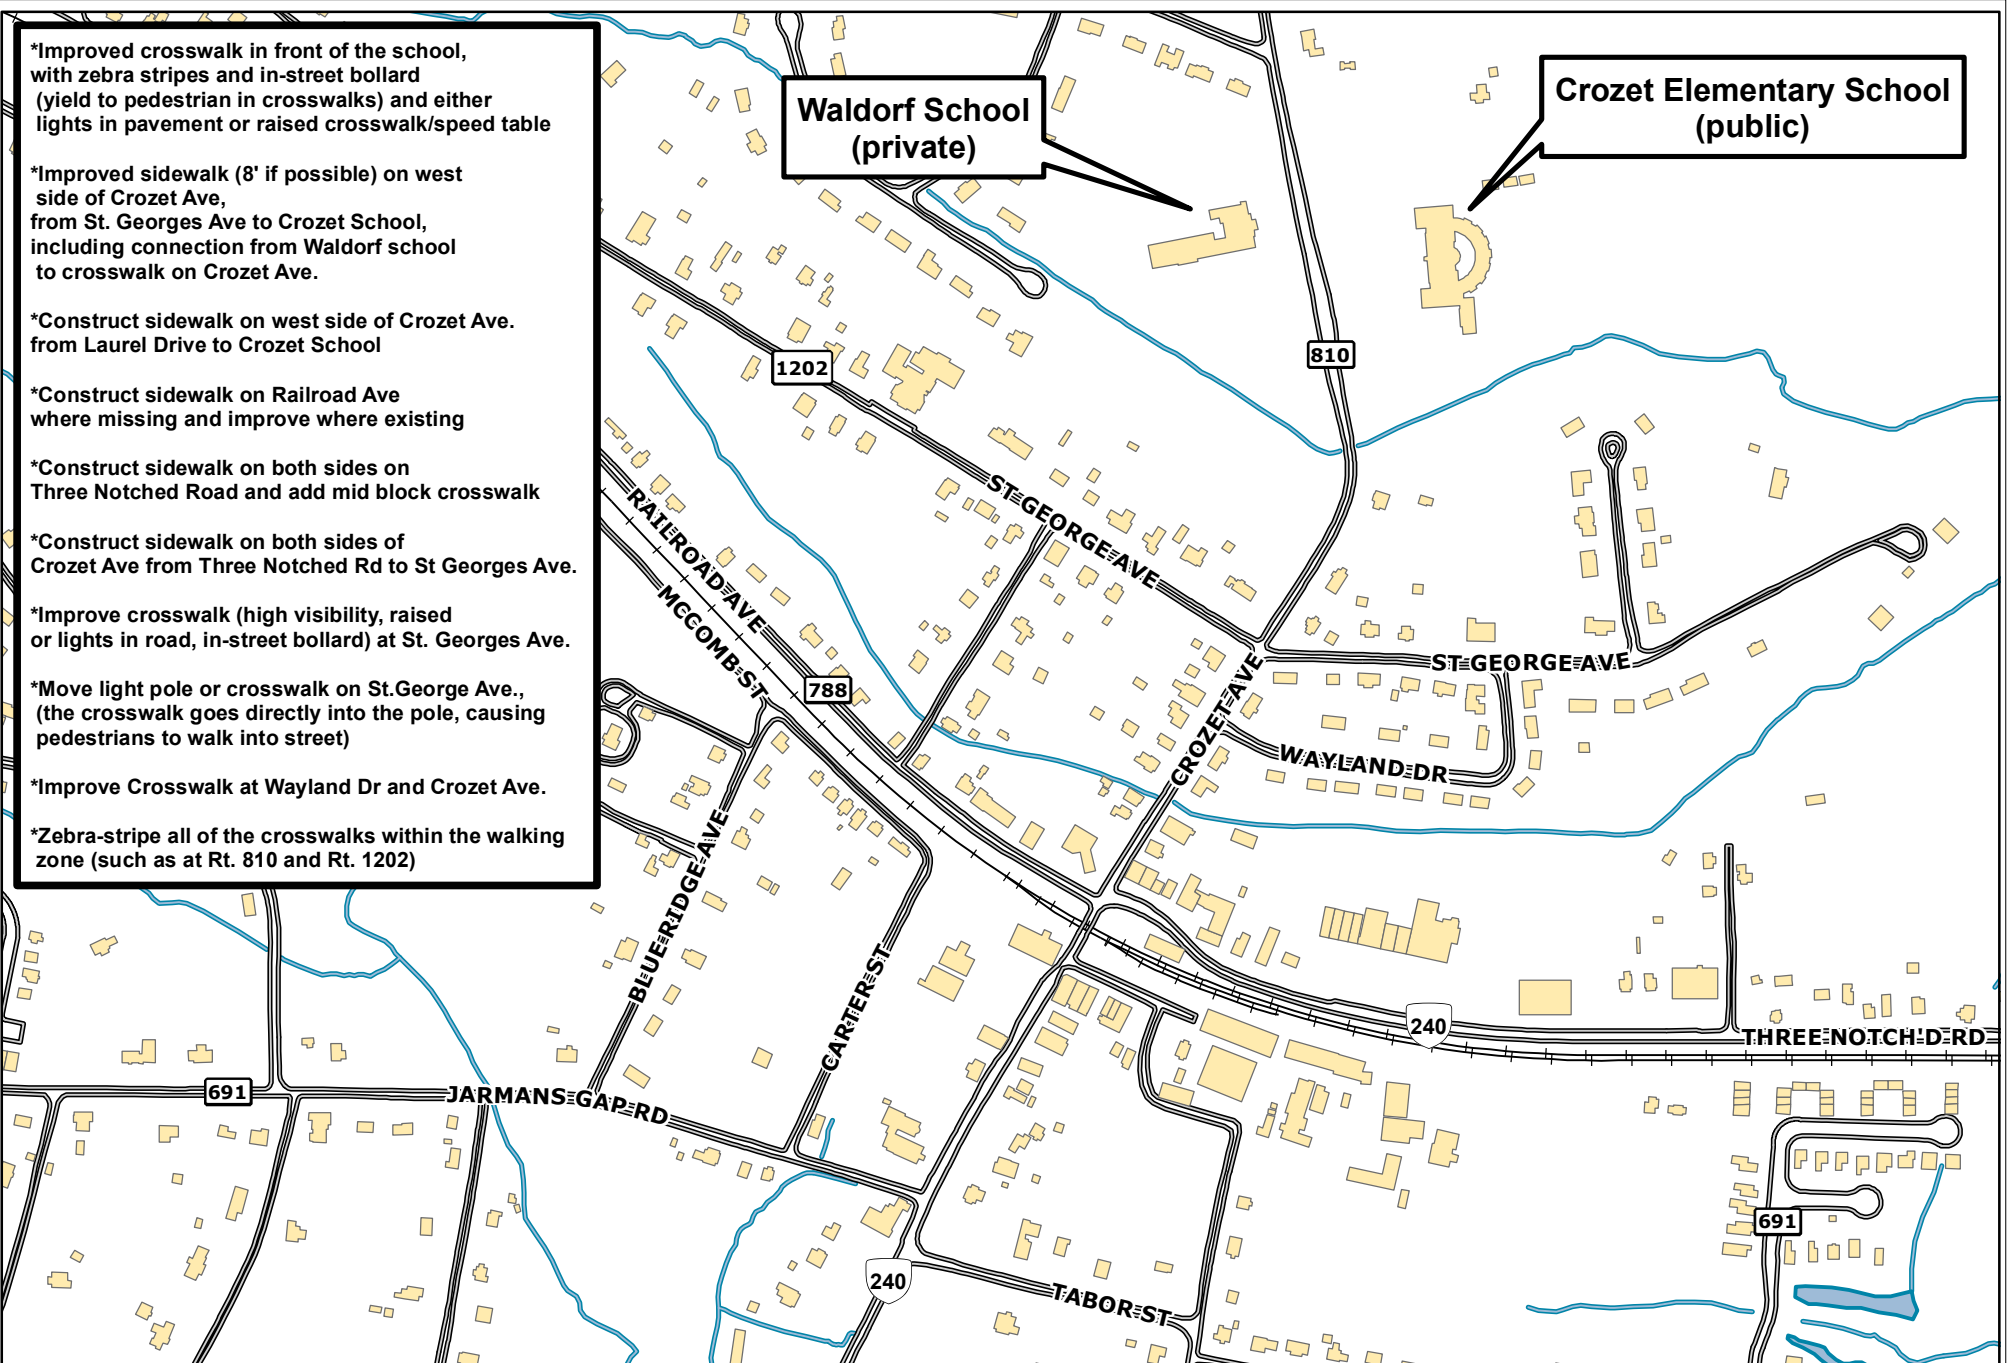 *Improved crosswalk in front of the school,
with zebra stripes and in-street bollard
(yield to pedestrian in crosswalks) and either
lights in pavement or raised crosswalk/speed table
*Improved sidewalk (8' if possible) on west
side of Crozet Ave,
from St. Georges Ave to Crozet School,
including connection from Waldorf school
to crosswalk on Crozet Ave.
*Construct sidewalk on west side of Crozet Ave.
from Laurel Drive to Crozet School
*Construct sidewalk on Railroad Ave
where missing and improve where existing
*Construct sidewalk on both sides on
Three Notched Road and add mid block crosswalk
*Construct sidewalk on both sides of
Crozet Ave from Three Notched Rd to St Georges Ave.
*Improve crosswalk (high visibility, raised
or lights in road, in-street bollard) at St. Georges Ave.
*Move light pole or crosswalk on St.George Ave.,
(the crosswalk goes directly into the pole, causing
pedestrians to walk into street)
*Improve Crosswalk at Wayland Dr and Crozet Ave.
*Zebra-stripe all of the crosswalks within the walking
zone (such as at Rt. 810 and Rt. 1202)
Waldorf School
(private)
Crozet Elementary School
(public)
810
1202
ST GEORGE AVE
RAILROAD AVE
MCCOMB ST
788
ST GEORGE AVE
CROZET AVE
WAYLAND DR
BLUE RIDGE AVE
CARTER ST
240
THREE NOTCH'D RD
691
JARMANS GAP RD
691
240
TABOR ST